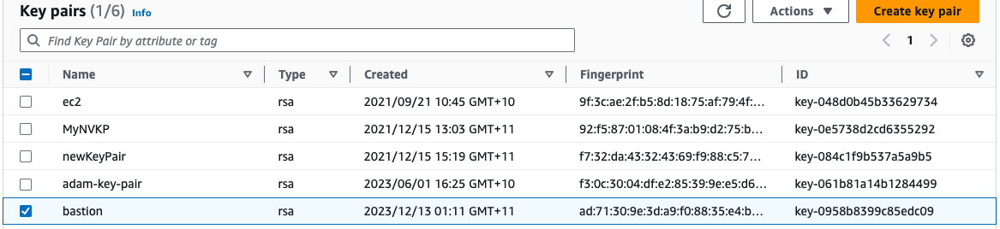 Key pairs (1/6) Info Actions Create key pair
Find Key Pair by attribute or tag 1
Name Type Created Fingerprint ID
ec2 rsa 2021/09/21 10:45 GMT+10 9f:3c:ae:2f:b5:8d:18:75:af:79:4f:... key-048d0b45b33629734
MyNVKP rsa 2021/12/15 13:03 GMT+11 92:f5:87:01:08:4f:3a:b9:d2:75:b... key-0e5738d2cd6355292
newKeyPair rsa 2021/12/15 15:19 GMT+11 f7:32:da:43:32:43:69:f9:88:c5:7... key-084c1f9b537a5a9b5
adam-key-pair rsa 2023/06/01 16:25 GMT+10 f3:0c:30:04:df:e2:85:39:9e:e5:d6... key-061b81a14b1284499
bastion rsa 2023/12/13 01:11 GMT+11 ad:71:30:9e:3d:a9:f0:88:35:e4:b... key-0958b8399c85edc09